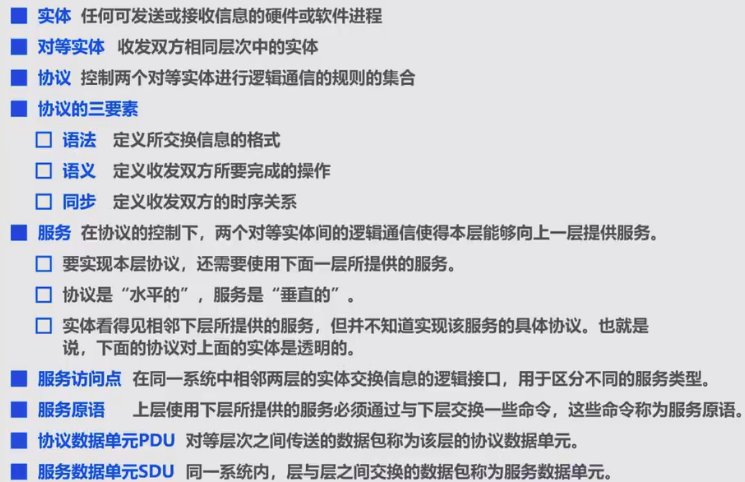 实体 任何可发送或接收信息的硬件或软件进程
对等实体 收发双方相同层次中的实体
协议 控制两个对等实体进行逻辑通信的规则的集合
协议的三要素
语法 定义所交换信息的格式
语义 定义收发双方所要完成的操作
同步 定义收发双方的时序关系
服务 在协议的控制下，两个对等实体间的逻辑通信使得本层能够向上一层提供服务。
要实现本层协议，还需要使用下面一层所提供的服务。
协议是“水平的”，服务是“垂直的”。
实体看得见相邻下层所提供的服务，但并不知道实现该服务的具体协议。也就是
说，下面的协议对上面的实体是透明的。
服务访问点 在同一系统中相邻两层的实体交换信息的逻辑接口，用于区分不同的服务类型。
服务原语 上层使用下层所提供的服务必须通过与下层交换一些命令，这些命令称为服务原语。
协议数据单元PDU 对等层次之间传送的数据包称为该层的协议数据单元。
服务数据单元SDU 同一系统内，层与层之间交换的数据包称为服务数据单元。